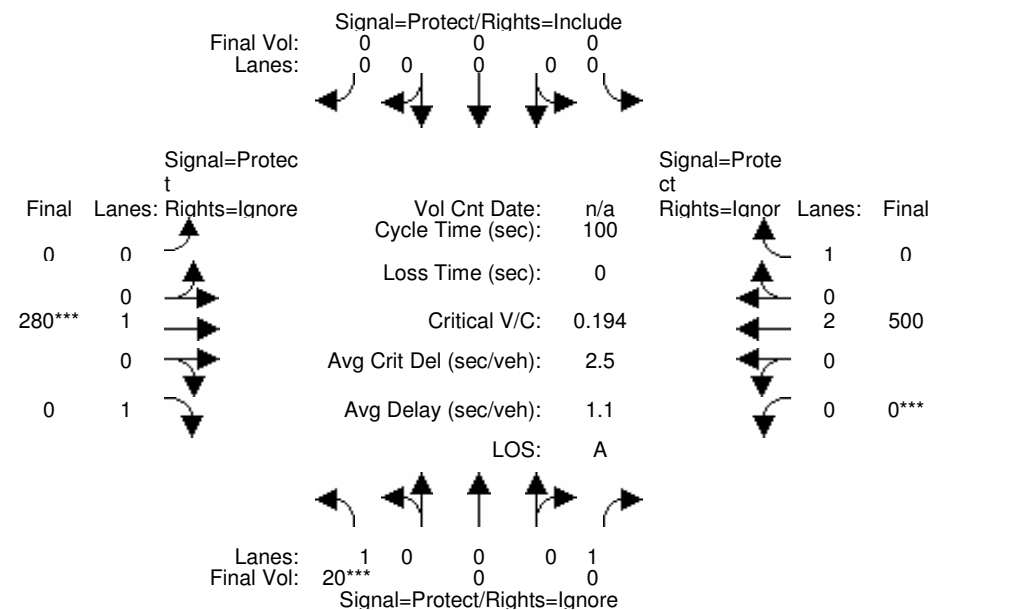 Signal=Protect/Rights=Include
Final Vol: 0 0 0
Lanes: 0 0 0 0 0
Signal=Protec
t
Signal=Prote
ct
Final Lanes: Rights=Ignore Vol Cnt Date: n/a Rights=Ignor Lanes: Final
Cycle Time (sec): 100
0 0 1 0
Loss Time (sec): 0
0 0
280*** 1 Critical V/C: 0.194 2 500
0 Avg Crit Del (sec/veh): 2.5 0
0 1 Avg Delay (sec/veh): 1.1 0 0***
LOS: A
Lanes: 1 0 0 0 1
Final Vol: 20*** 0 0
Signal=Protect/Rights=Ignore